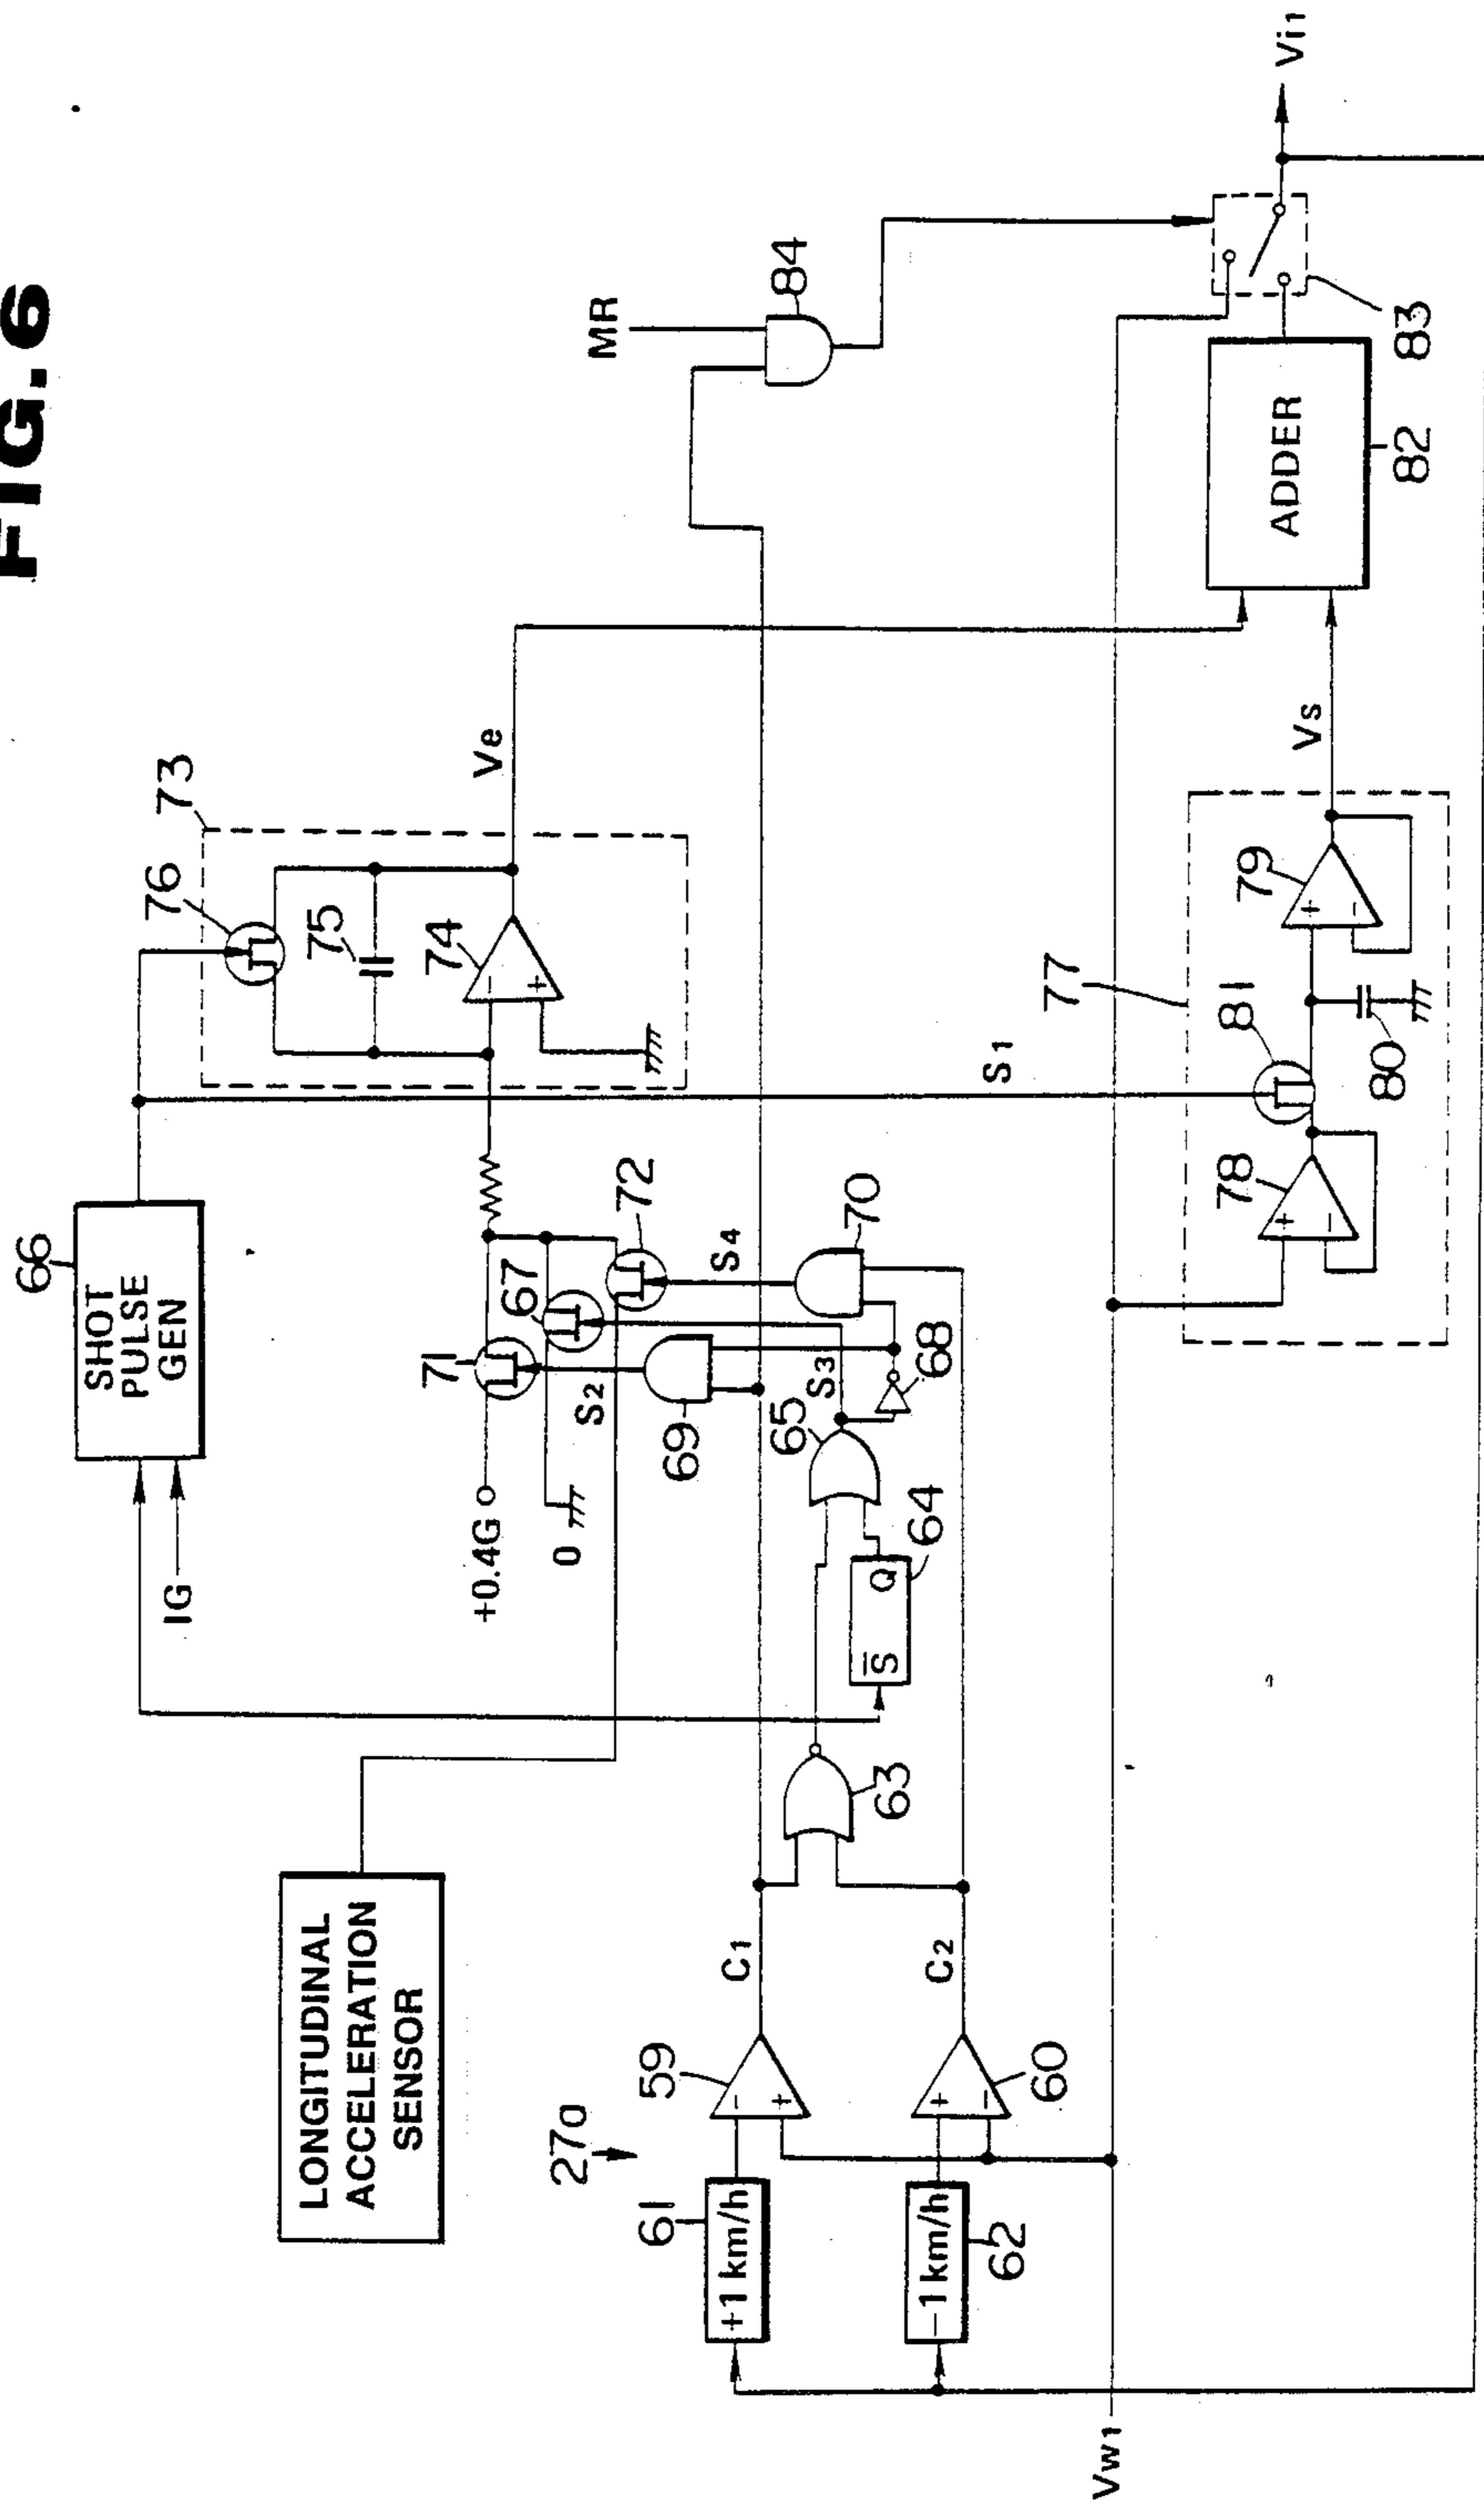 FIG. 6
66
SHOT
PULSE
GEN
IG
76
73
75
74
Ve
LONGITUDINAL
ACCELERATION
SENSOR
+0.4G
0
71
67
72
S2
S4
69
70
S3
68
65
64
S
Q
63
MR
84
270
61
+1 km/h
59
-
+
C1
62
-1 km/h
60
+
-
C2
S1
77
78
+
-
81
80
79
+
-
Vs
ADDER
82
83
Vi1
Vw1
-
+